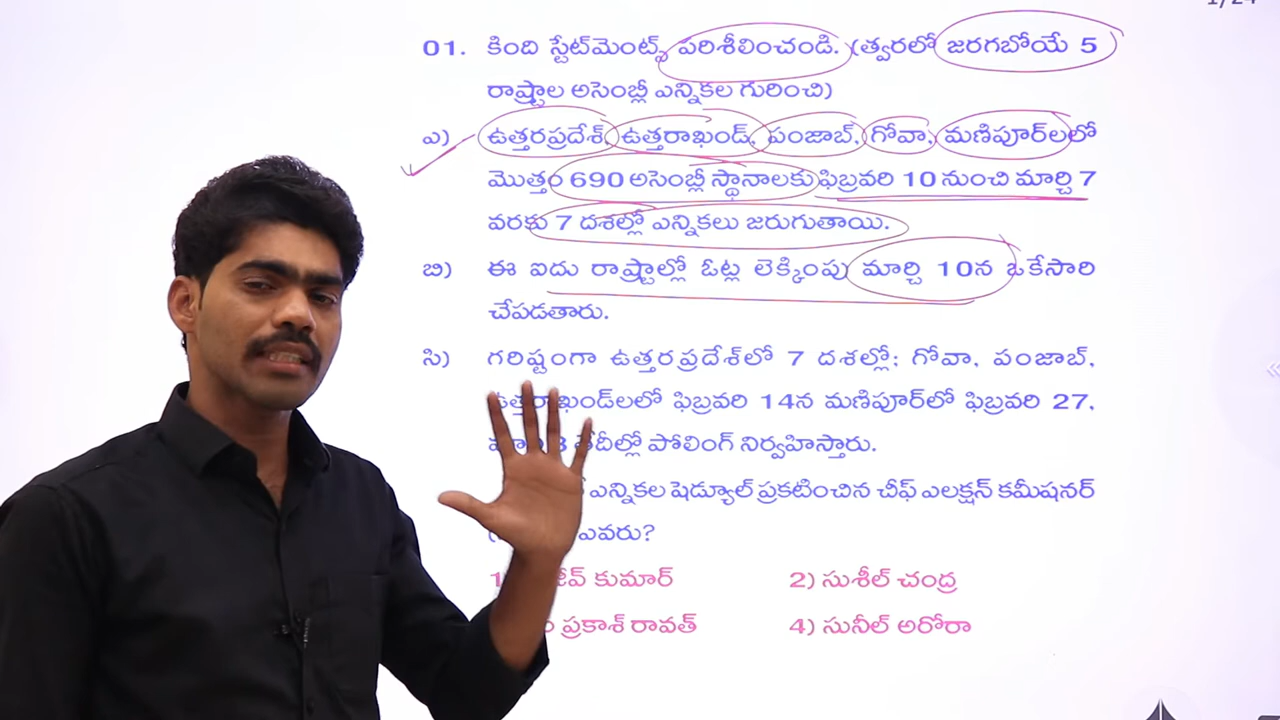 01. కింది స్టేట్‌మెంట్స్ పరిశీలించండి. (త్వరలో జరగబోయే 5
రాష్ట్రాల అసెంబ్లీ ఎన్నికల గురించి)
ఎ) ఉత్తరప్రదేశ్, ఉత్తరాఖండ్, పంజాబ్, గోవా, మణిపూర్‌లలో
మొత్తం 690 అసెంబ్లీ స్థానాలకు ఫిబ్రవరి 10 నుంచి మార్చి 7
వరకు 7 దశల్లో ఎన్నికలు జరుగుతాయి.
బి) ఈ ఐదు రాష్ట్రాల్లో ఓట్ల లెక్కింపు మార్చి 10న ఒకేసారి
చేపడతారు.
సి) గరిష్టంగా ఉత్తరప్రదేశ్‌లో 7 దశల్లో; గోవా, పంజాబ్,
ఉత్తరాఖండ్‌లలో ఫిబ్రవరి 14న మణిపూర్‌లో ఫిబ్రవరి 27,
తేదీల్లో పోలింగ్ నిర్వహిస్తారు.
ఎన్నికల షెడ్యూల్ ప్రకటించిన చీఫ్ ఎలక్షన్ కమీషనర్
ఎవరు?
కుమార్ 2) సుశీల్ చంద్ర
ప్రకాశ్ రావత్ 4) సునీల్ అరోరా